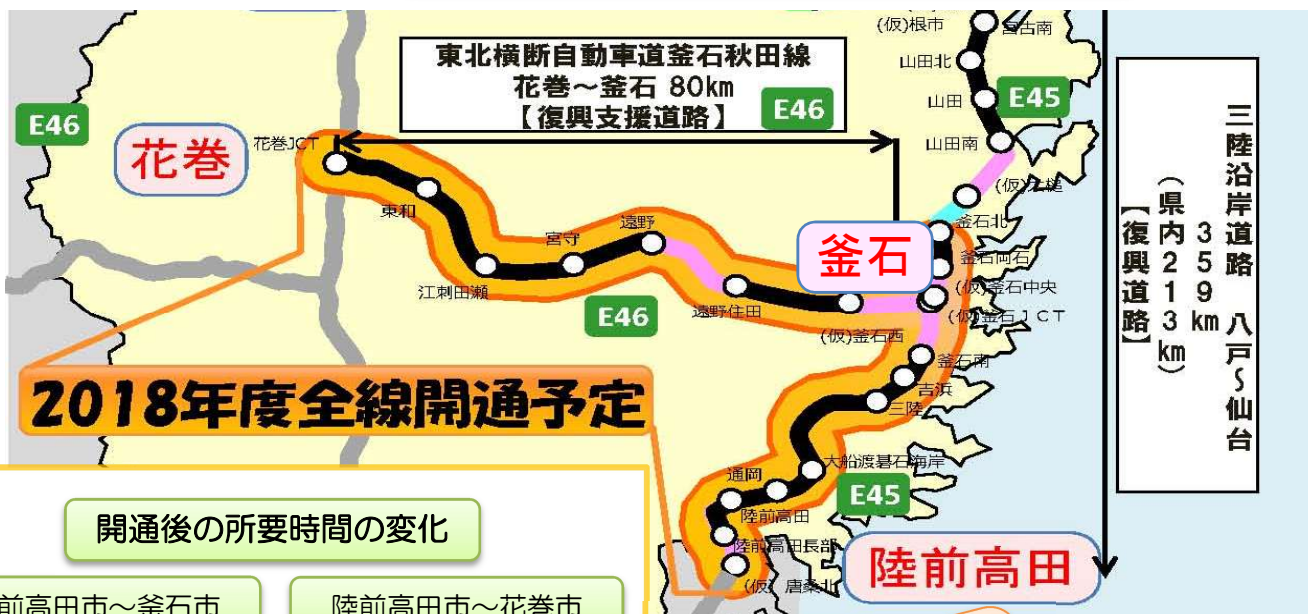 (仮)根市
宮古南
山田北
山田
E45
山田南
東北横断自動車道釜石秋田線
花巻～釜石 80km
【復興支援道路】
E46
E46
花巻JCT
花巻
東和
江刺田瀬
宮守
遠野
E46
遠野住田
(仮)釜石西
釜石
(仮)大槌
釜石北
釜石両石
(仮)釜石中央
(仮)釜石JCT
釜石南
吉浜
三陸
大船渡碁石海岸
E45
通岡
陸前高田
陸前高田長部
(仮)唐桑北
陸前高田
三陸沿岸道路 八戸～仙台
359km
(県内213km)
【復興道路】
2018年度全線開通予定
開通後の所要時間の変化
前高田市～釜石市
陸前高田市～花巻市